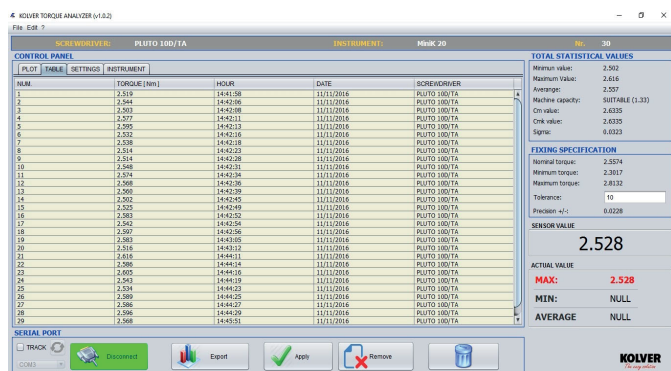 KOLVER TORQUE ANALYZER (v1.0.2)
File Edit ?
SCREWDRIVER: PLUTO 10D/TA INSTRUMENT: MiniK 20 Nr. 30
CONTROL PANEL
PLOT TABLE SETTINGS INSTRUMENT
NUM. TORQUE [ Nm ] HOUR DATE SCREWDRIVER
1 2.519 14:41:58 11/11/2016 PLUTO 10D/TA
2 2.544 14:42:06 11/11/2016 PLUTO 10D/TA
3 2.503 14:42:08 11/11/2016 PLUTO 10D/TA
4 2.577 14:42:11 11/11/2016 PLUTO 10D/TA
5 2.595 14:42:13 11/11/2016 PLUTO 10D/TA
6 2.532 14:42:16 11/11/2016 PLUTO 10D/TA
7 2.538 14:42:18 11/11/2016 PLUTO 10D/TA
8 2.514 14:42:23 11/11/2016 PLUTO 10D/TA
9 2.514 14:42:28 11/11/2016 PLUTO 10D/TA
10 2.548 14:42:31 11/11/2016 PLUTO 10D/TA
11 2.574 14:42:34 11/11/2016 PLUTO 10D/TA
12 2.568 14:42:36 11/11/2016 PLUTO 10D/TA
13 2.560 14:42:39 11/11/2016 PLUTO 10D/TA
14 2.502 14:42:45 11/11/2016 PLUTO 10D/TA
15 2.525 14:42:49 11/11/2016 PLUTO 10D/TA
16 2.583 14:42:52 11/11/2016 PLUTO 10D/TA
17 2.542 14:42:54 11/11/2016 PLUTO 10D/TA
18 2.597 14:42:56 11/11/2016 PLUTO 10D/TA
19 2.583 14:43:05 11/11/2016 PLUTO 10D/TA
20 2.516 14:43:12 11/11/2016 PLUTO 10D/TA
21 2.616 14:44:11 11/11/2016 PLUTO 10D/TA
22 2.586 14:44:14 11/11/2016 PLUTO 10D/TA
23 2.605 14:44:16 11/11/2016 PLUTO 10D/TA
24 2.543 14:44:19 11/11/2016 PLUTO 10D/TA
25 2.534 14:44:23 11/11/2016 PLUTO 10D/TA
26 2.589 14:44:25 11/11/2016 PLUTO 10D/TA
27 2.586 14:44:27 11/11/2016 PLUTO 10D/TA
28 2.596 14:44:29 11/11/2016 PLUTO 10D/TA
29 2.568 14:45:51 11/11/2016 PLUTO 10D/TA
TOTAL STATISTICAL VALUES
Minimun value: 2.502
Maximum Value: 2.616
Averange: 2.557
Machine capacity: SUITABLE (1.33)
Cm value: 2.6335
Cmk value: 2.6335
Sigma: 0.0323
FIXING SPECIFICATION
Nominal torque: 2.5574
Minimum torque: 2.3017
Maximum torque: 2.8132
Tolerance: 10
Precision +/-: 0.0228
SENSOR VALUE
2.528
ACTUAL VALUE
MAX: 2.528
MIN: NULL
AVERAGE NULL
SERIAL PORT
TRACK
COM3
Disconnect Export Apply Remove
KOLVER
The easy solution